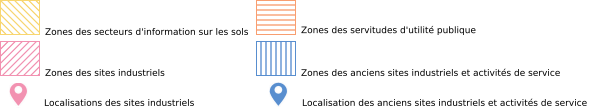 Zones des secteurs d'information sur les sols
Zones des servitudes d'utilité publique
Zones des sites industriels
Zones des anciens sites industriels et activités de service
Localisations des sites industriels
Localisation des anciens sites industriels et activités de service